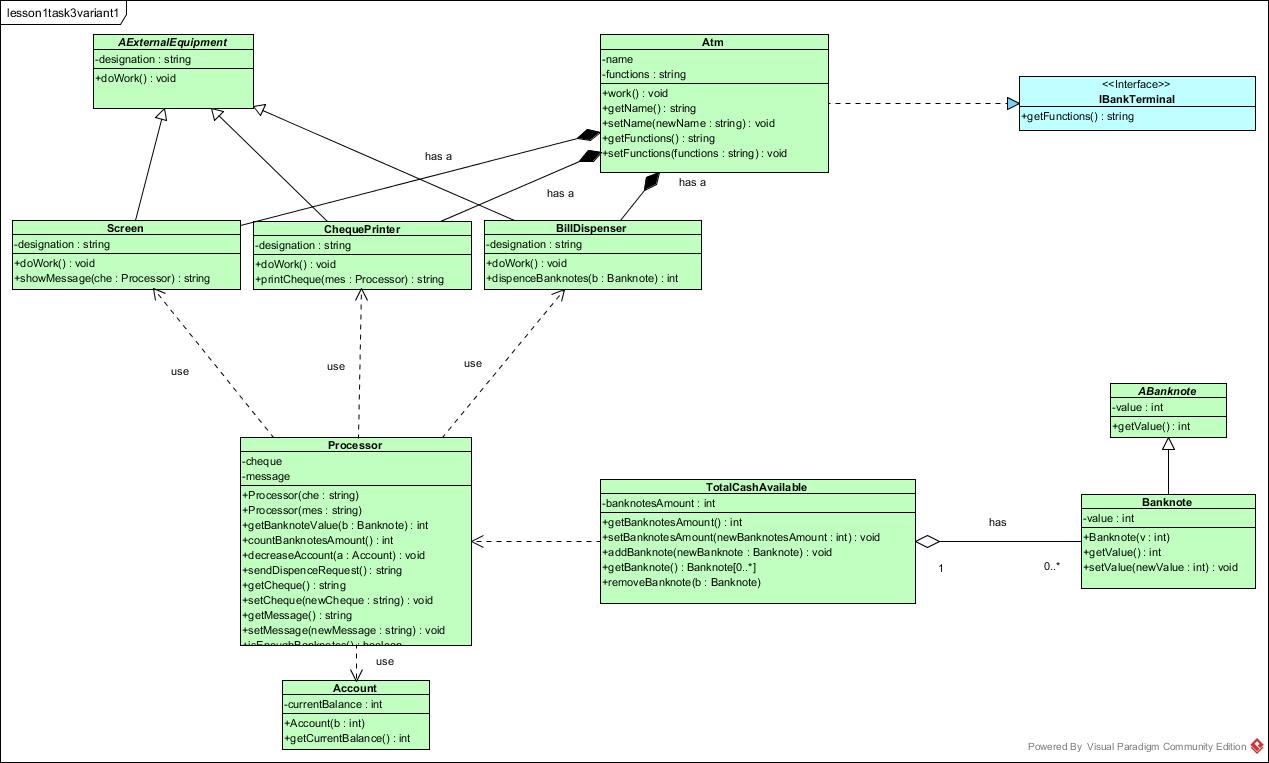 lesson1task3variant1
AExternalEquipment
-designation : string
+doWork() : void
Atm
-name
-functions : string
+work() : void
+getName() : string
+setName(newName : string) : void
+getFunctions() : string
+setFunctions(functions : string) : void
<<Interface>>
IBankTerminal
+getFunctions() : string
has a
has a
has a
Screen
-designation : string
+doWork() : void
+showMessage(che : Processor) : string
ChequePrinter
-designation : string
+doWork() : void
+printCheque(mes : Processor) : string
BillDispenser
-designation : string
+doWork() : void
+dispenceBanknotes(b : Banknote) : int
use
use
use
ABanknote
-value : int
+getValue() : int
Processor
-cheque
-message
+Processor(che : string)
+Processor(mes : string)
+getBanknoteValue(b : Banknote) : int
+countBanknotesAmount() : int
+decreaseAccount(a : Account) : void
+sendDispenceRequest() : string
+getCheque() : string
+setCheque(newCheque : string) : void
+getMessage() : string
+setMessage(newMessage : string) : void
+isEnoughBanknotes() : boolean
TotalCashAvailable
-banknotesAmount : int
+getBanknotesAmount() : int
+setBanknotesAmount(newBanknotesAmount : int) : void
+addBanknote(newBanknote : Banknote) : void
+getBanknote() : Banknote[0..*]
+removeBanknote(b : Banknote)
has
1
0..*
Banknote
-value : int
+Banknote(v : int)
+getValue() : int
+setValue(newValue : int) : void
use
Account
-currentBalance : int
+Account(b : int)
+getCurrentBalance() : int
Powered By Visual Paradigm Community Edition